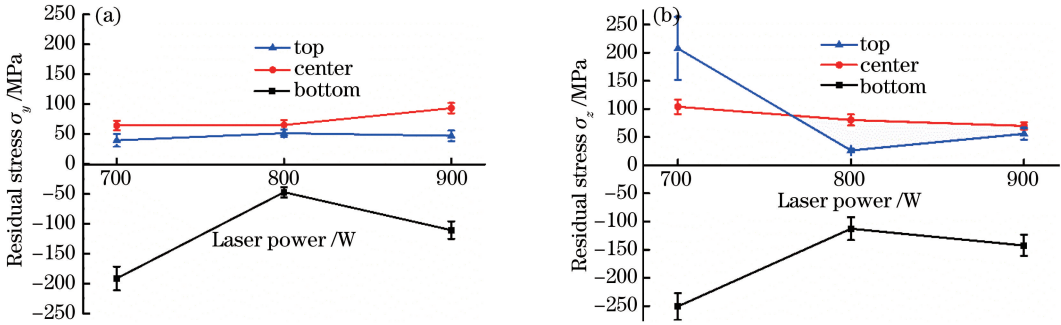 (a)
250
200
150
100
50
0
−50
−100
−150
−200
−250
Residual stress σy /MPa
top
center
bottom
700 800 900
Laser power /W
(b)
250
200
150
100
50
0
−50
−100
−150
−200
−250
Residual stress σz /MPa
top
center
bottom
700 800 900
Laser power /W